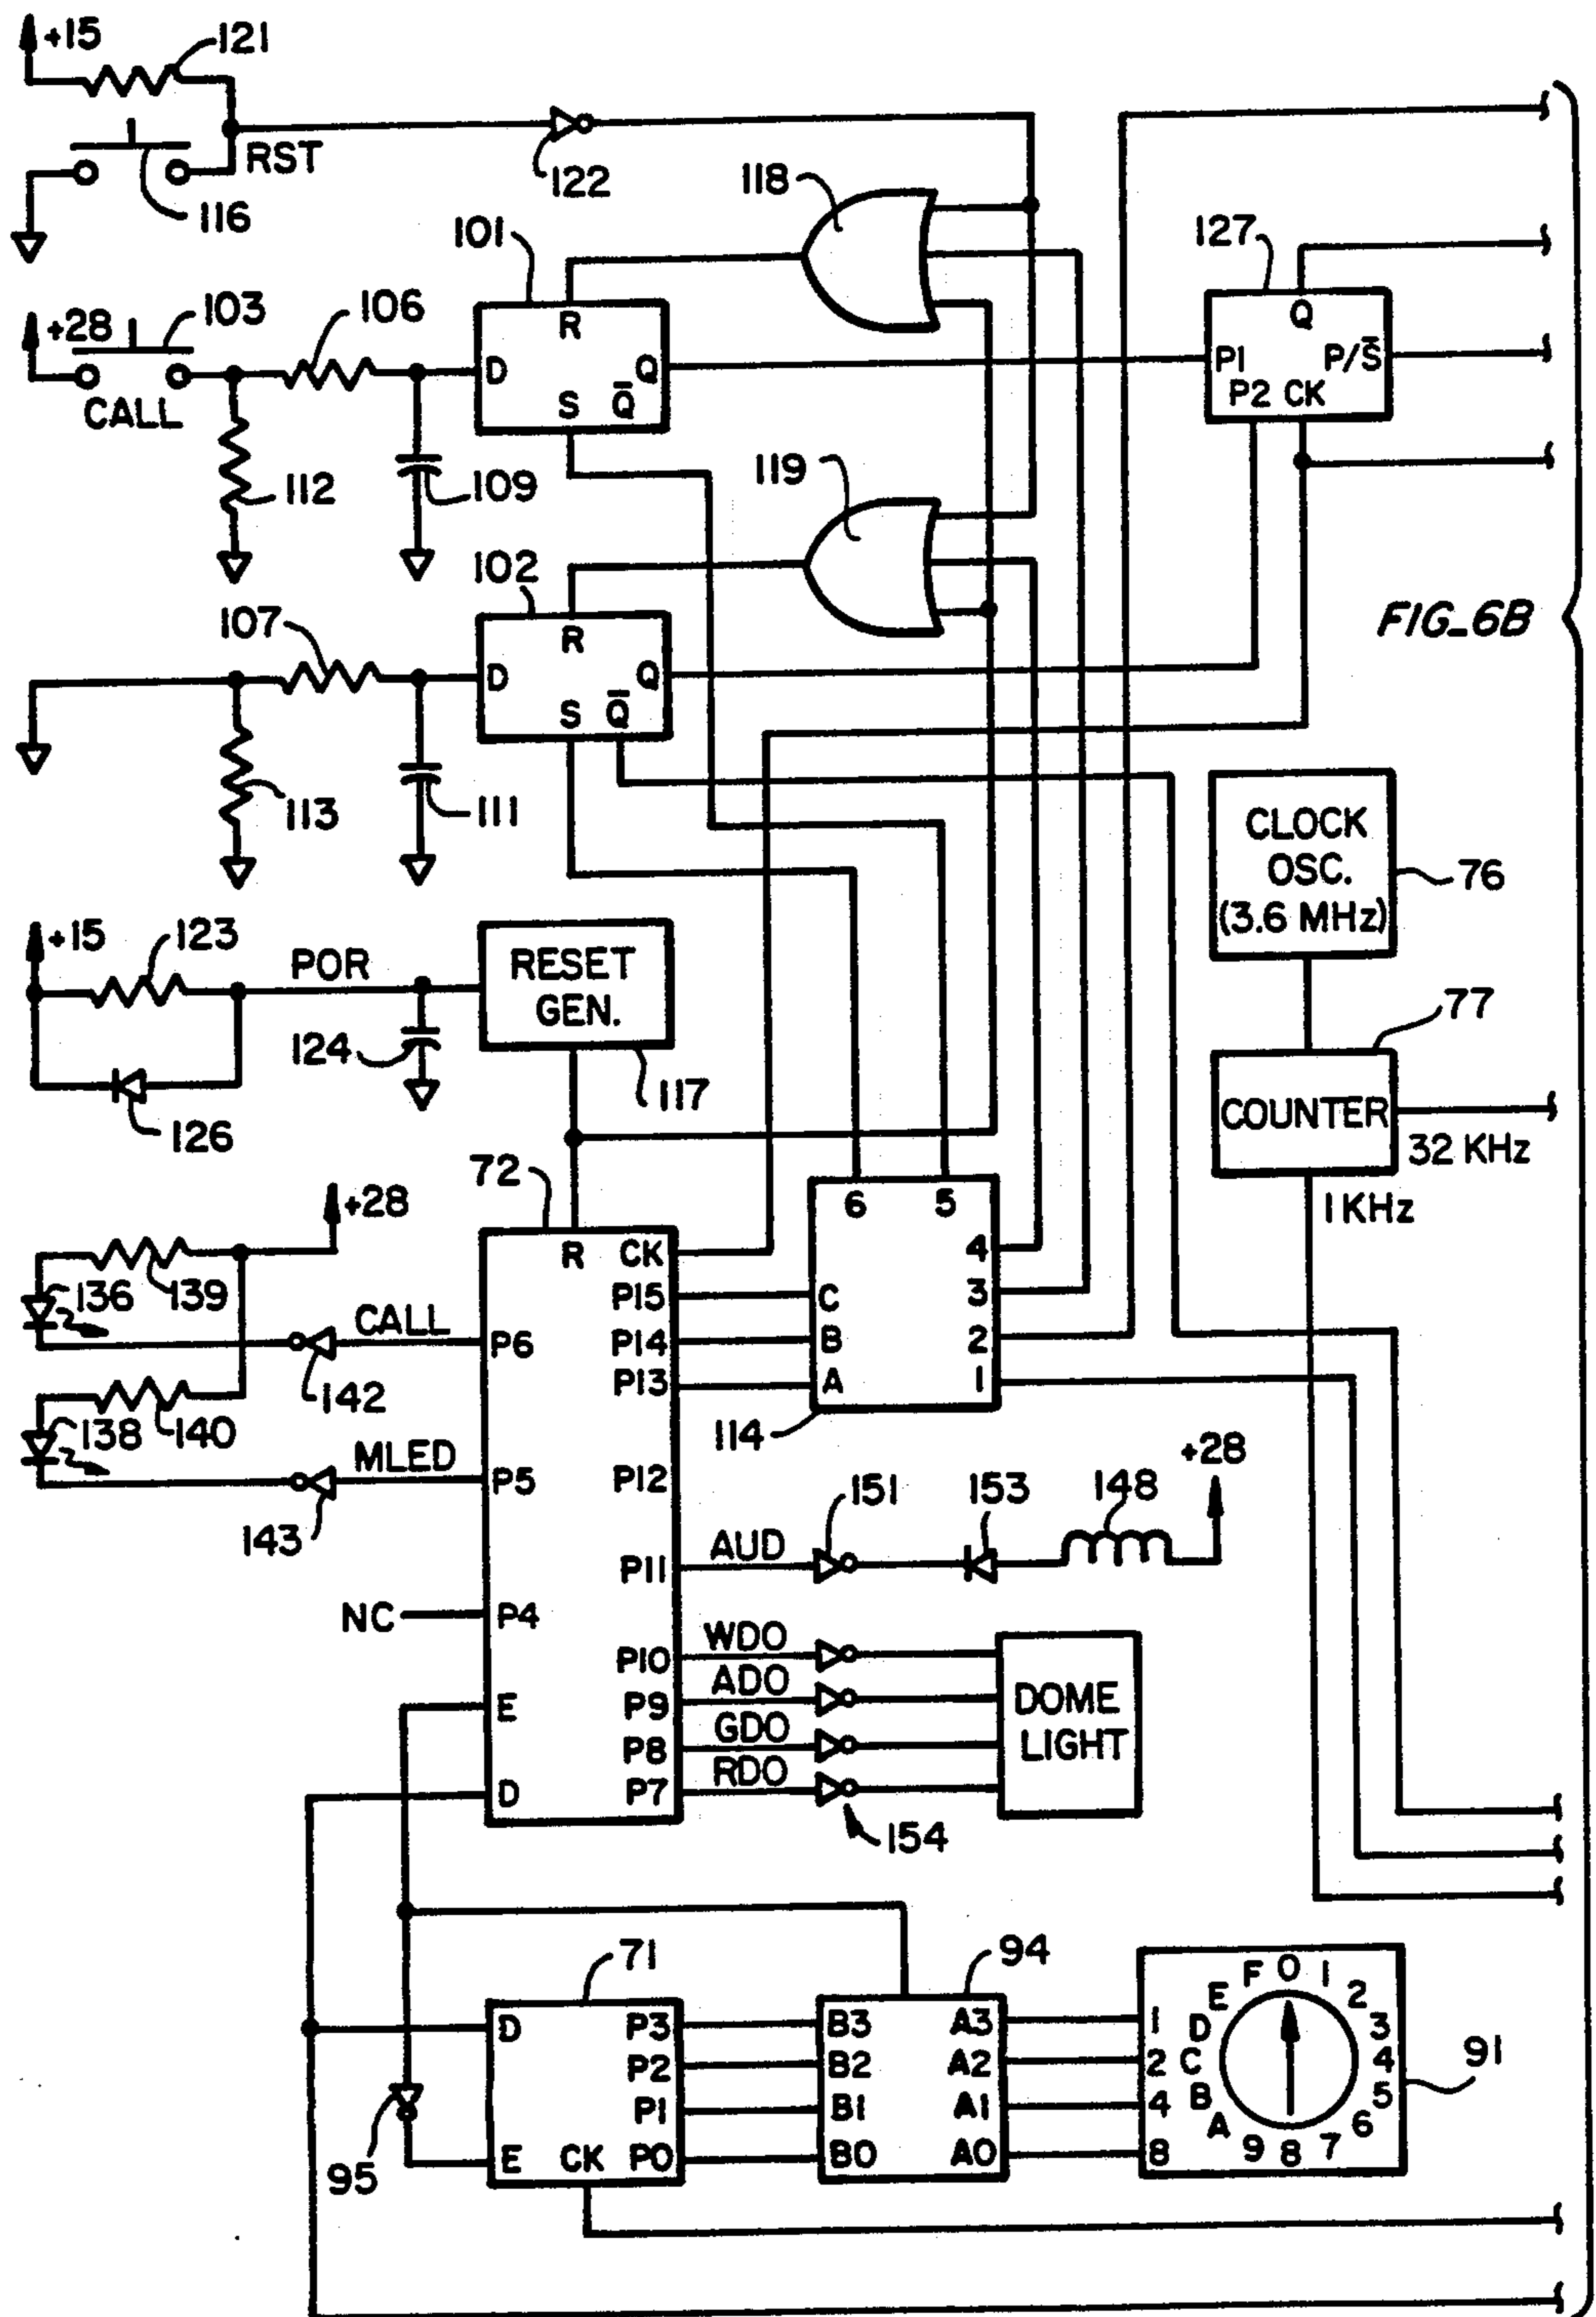 +15
121
RST
116
122
118
101
127
+28
103
106
R
D
Q
S
Q̅
Q
P1
P/S̅
P2
CK
CALL
112
109
119
102
107
R
D
Q
S
Q̅
FIG_6B
113
111
CLOCK
OSC.
(3.6 MHz)
76
+15
123
POR
RESET
GEN.
124
117
126
77
COUNTER
32 KHz
1 KHz
72
+28
6
5
R
CK
4
136
139
P15
C
3
CALL
P6
P14
B
2
142
P13
A
1
138
140
114
MLED
P5
P12
+28
143
151
153
148
P11
AUD
NC
P4
WDO
P10
ADO
P9
E
GDO
P8
RDO
P7
D
DOME
LIGHT
154
71
94
F
0
1
E
2
D
P3
B3
A3
1
D
3
P2
B2
A2
2
C
4
91
P1
B1
A1
4
B
5
A
6
E
CK
P0
B0
A0
8
9
8
7
95